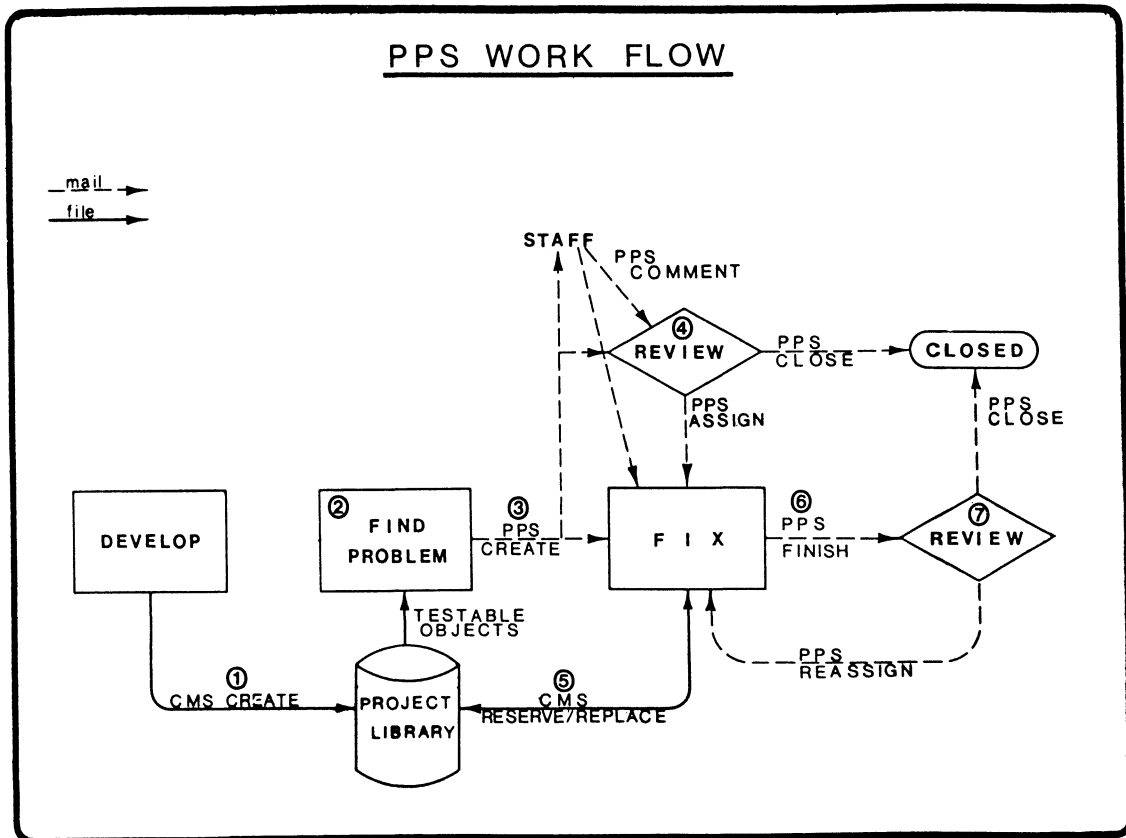 PPS WORK FLOW
mail
file
STAFF
PPS
COMMENT
④
REVIEW
PPS
CLOSE
CLOSED
PPS
ASSIGN
PPS
CLOSE
DEVELOP
②
FIND
PROBLEM
③
PPS
CREATE
FIX
⑥
PPS
FINISH
⑦
REVIEW
TESTABLE
OBJECTS
PPS
REASSIGN
①
CMS CREATE
PROJECT
LIBRARY
⑤
CMS
RESERVE/REPLACE